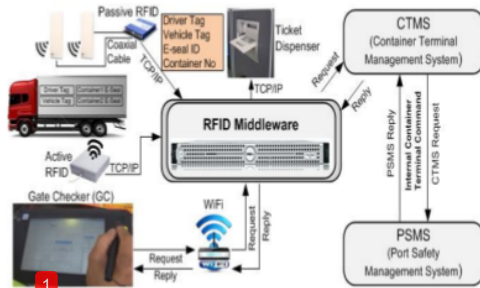 Passive RFID
Coaxial
Cable
Driver Tag
Vehicle Tag
E-seal ID
Container No
Ticket
Dispenser
TCP/IP
TCP/IP
Driver Tag
Container1 E-Seal
Vehicle Tag
Container2 E-Seal
Active
RFID
TCP/IP
RFID Middleware
Request
Reply
CTMS
(Container Terminal
Management System)
PSMS Reply
Internal Container
Terminal Command
CTMS Request
PSMS
(Port Safety
Management System)
Gate Checker (GC)
WiFi
Request
Reply
Request
Reply
1